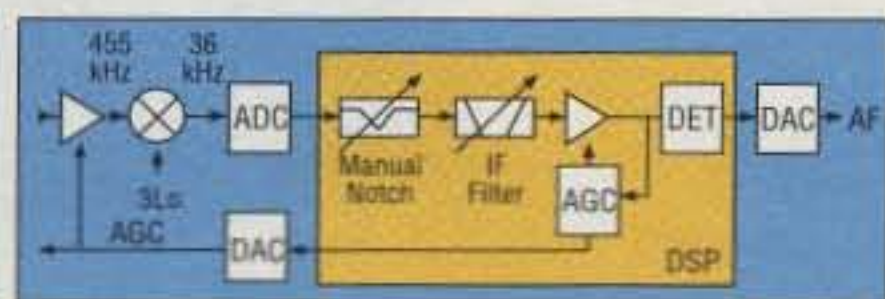 455 kHz
36 kHz
ADC
Manual Notch
IF Filter
AGC
DET
DAC
AF
3Lo
AGC
DAC
DSP